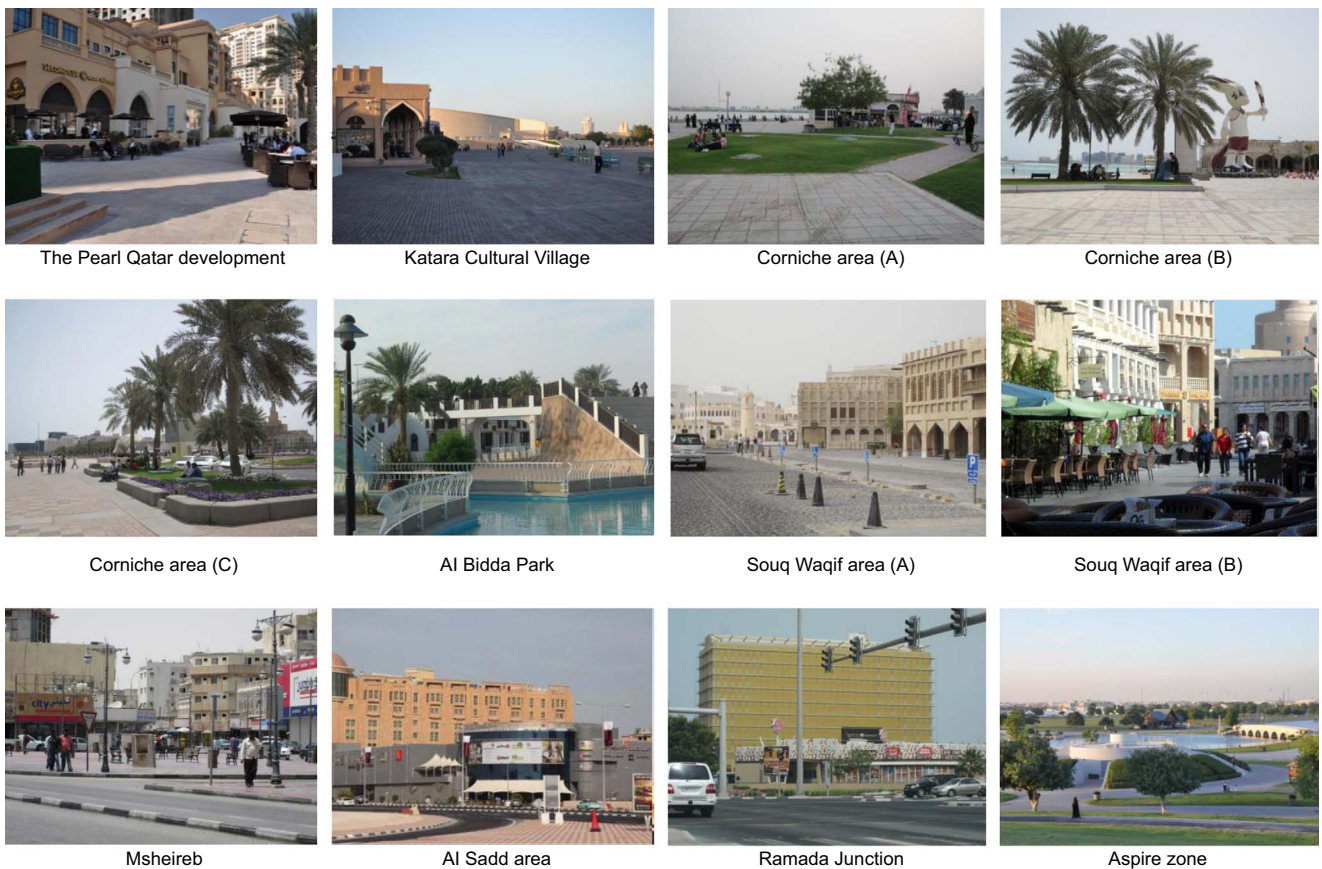 The Pearl Qatar development
Katara Cultural Village
Corniche area (A)
Corniche area (B)
Corniche area (C)
Al Bidda Park
Souq Waqif area (A)
Souq Waqif area (B)
city
Msheireb
Al Sadd area
Ramada Junction
Aspire zone